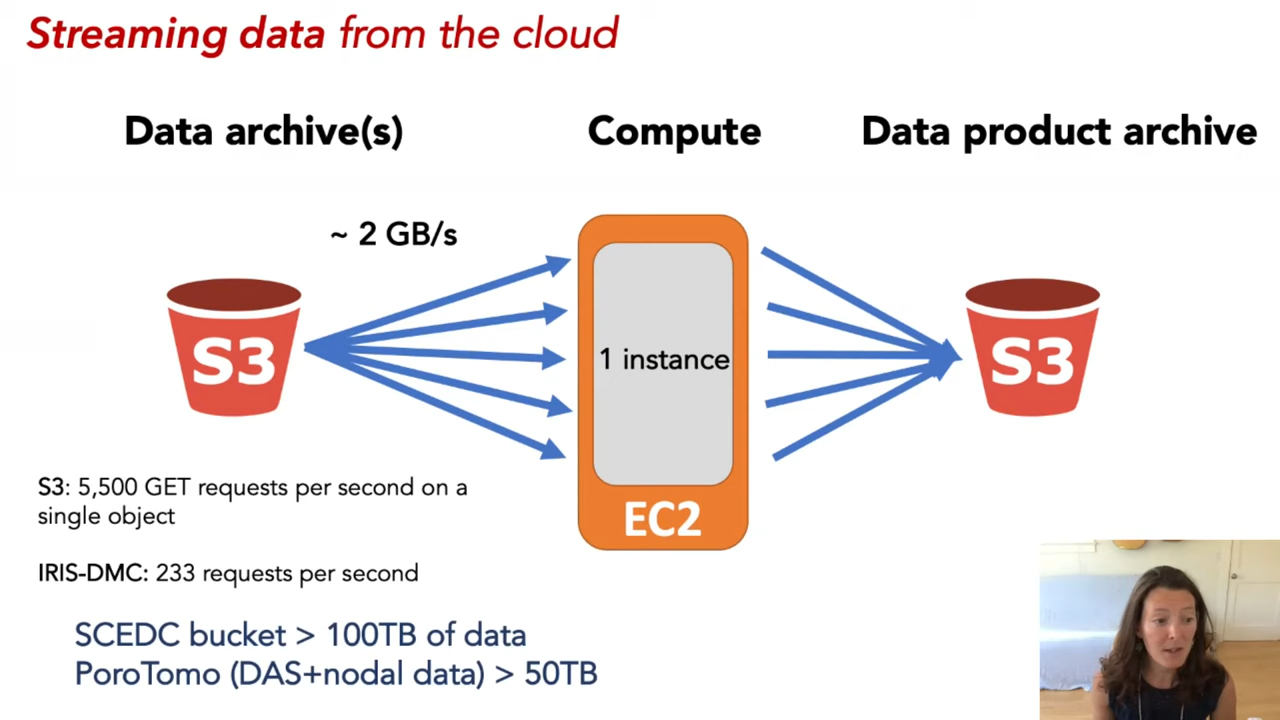 Streaming data from the cloud
Data archive(s)
Compute
Data product archive
~ 2 GB/s
S3
1 instance
S3
EC2
S3: 5,500 GET requests per second on a
single object
IRIS-DMC: 233 requests per second
SCEDC bucket > 100TB of data
PoroTomo (DAS+nodal data) > 50TB